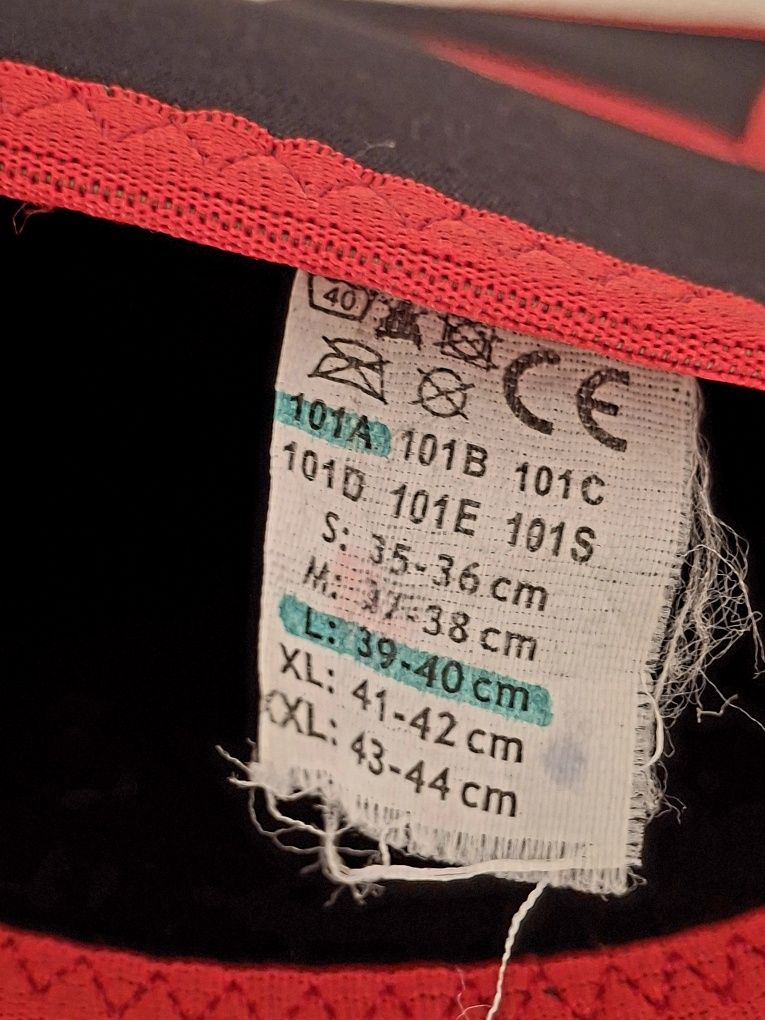 40
CE
101A 101B 101C
101D 101E 101S
S: 35-36 cm
M: 37-38 cm
L: 39-40 cm
XL: 41-42 cm
XXL: 43-44 cm